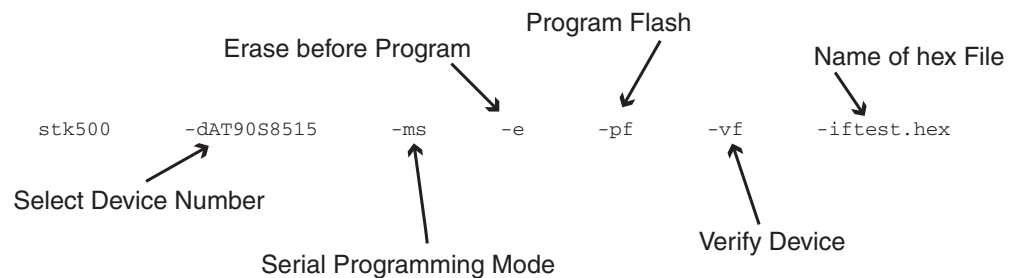 Program Flash
Erase before Program
Name of hex File
stk500 -dAT90S8515 -ms -e -pf -vf -iftest.hex
Select Device Number
Verify Device
Serial Programming Mode